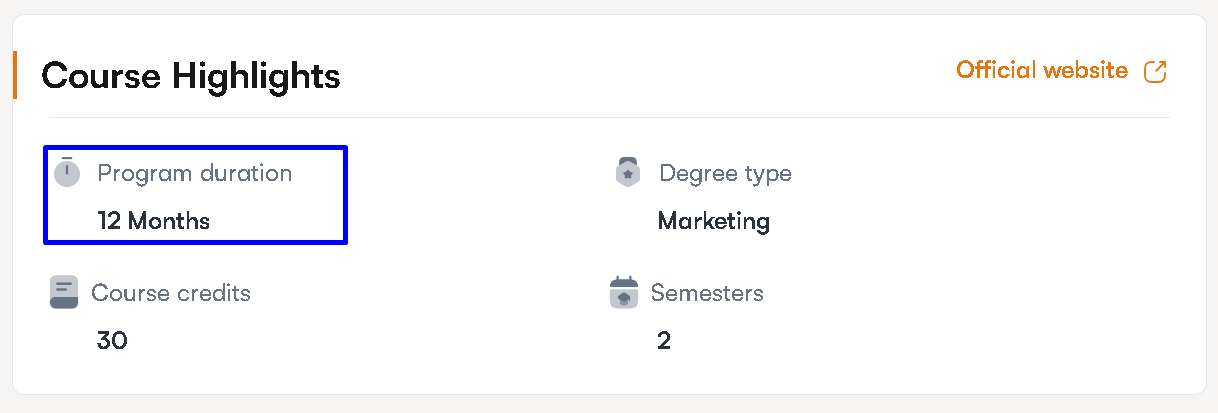 Course Highlights
Official website
Program duration
12 Months
Degree type
Marketing
Course credits
30
Semesters
2